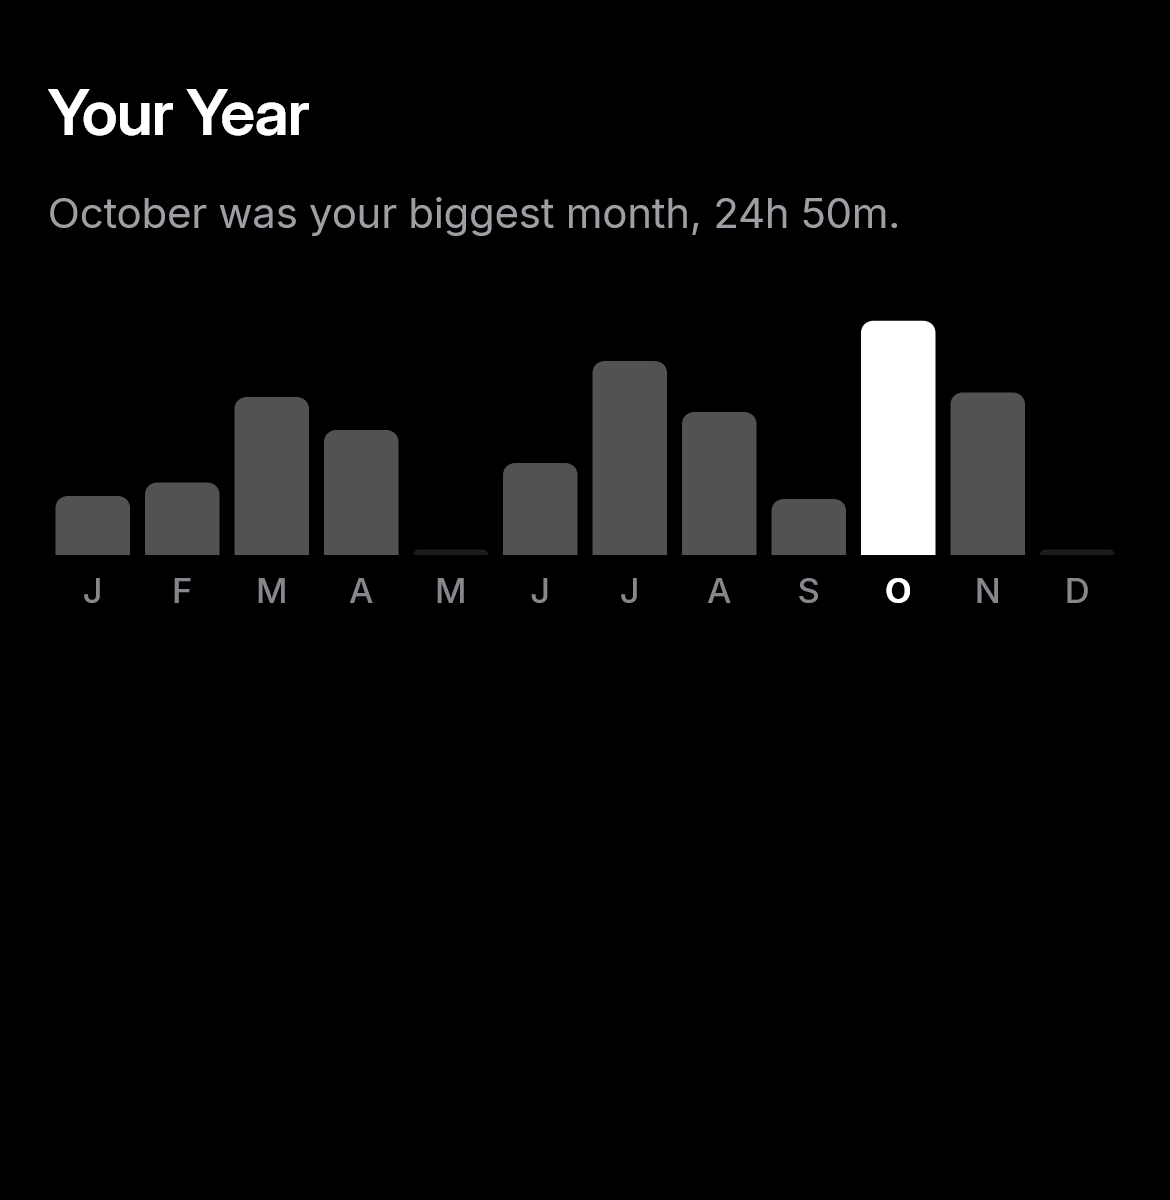 Your Year
October was your biggest month, 24h 50m.
J F M A M J J A S O N D